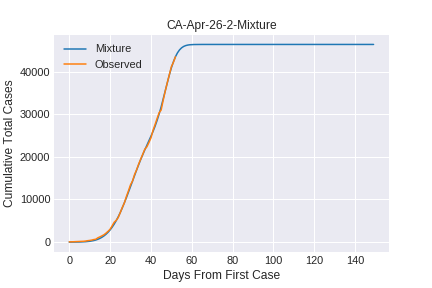 CA-Apr-26-2-Mixture
Mixture
Observed
Cumulative Total Cases
40000
30000
20000
10000
0
0 20 40 60 80 100 120 140
Days From First Case